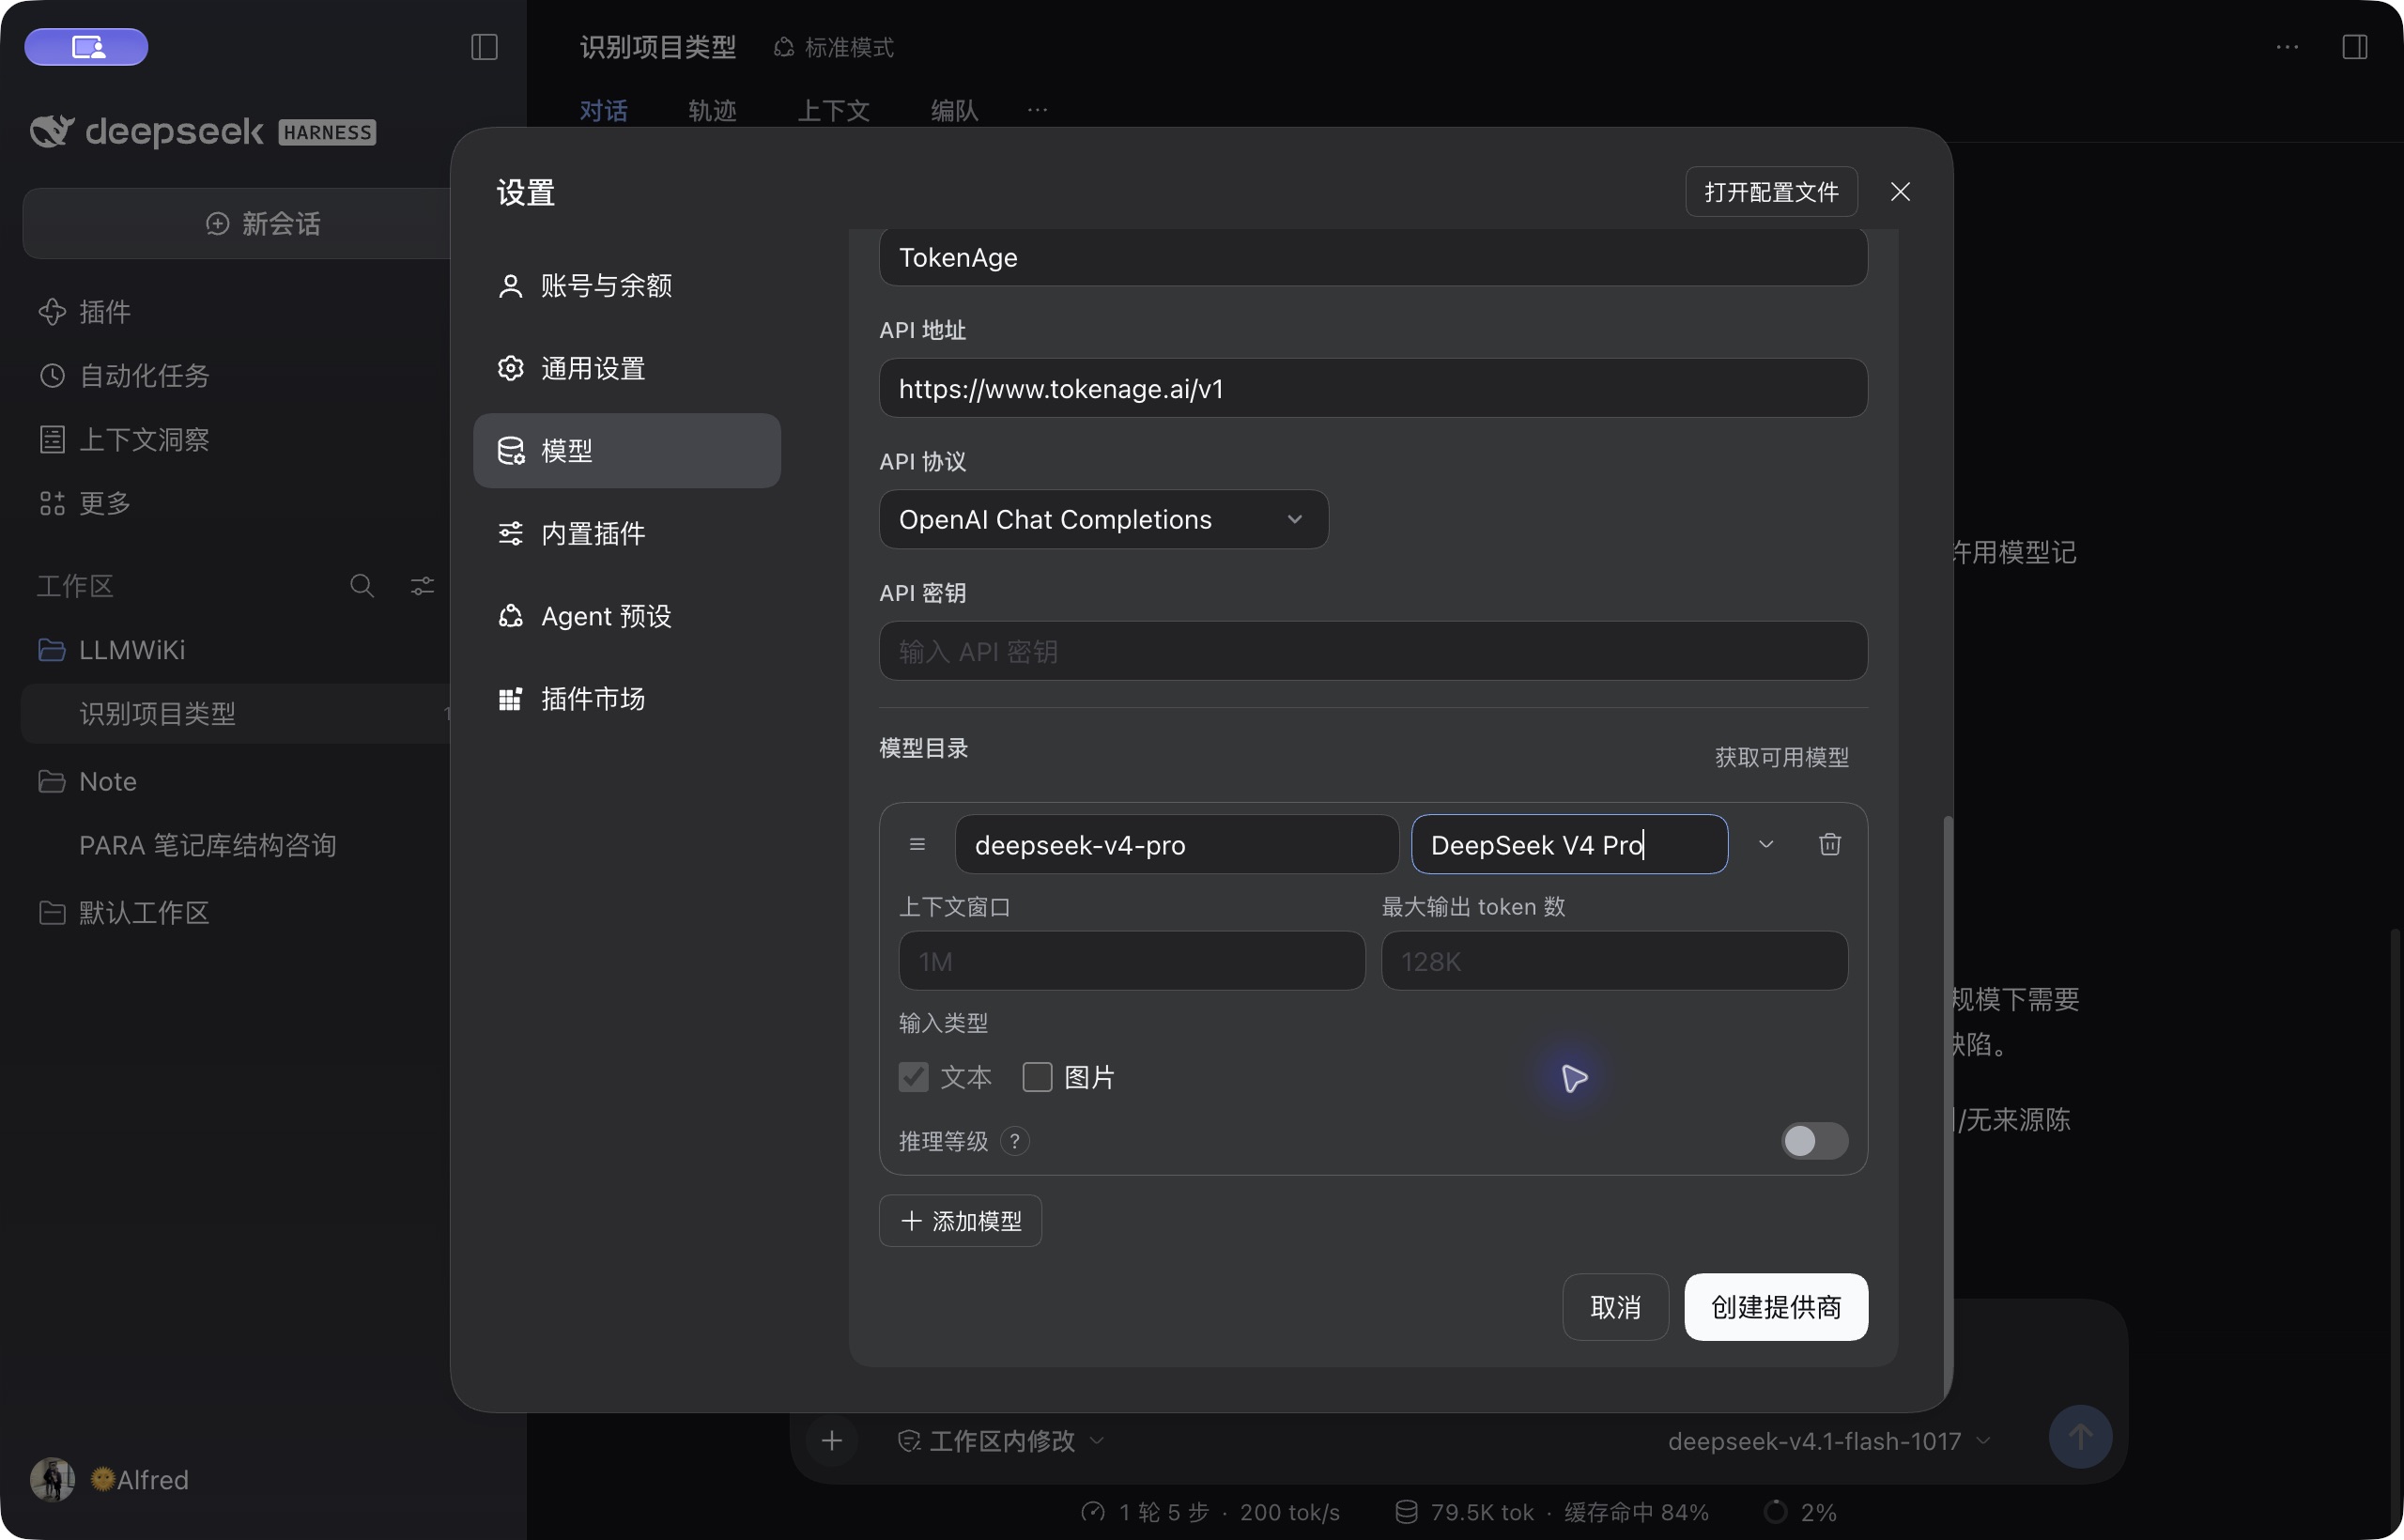 deepseek HARNESS
新会话
插件
自动化任务
上下文洞察
更多
工作区
LLMWiKi
识别项目类型
Note
PARA 笔记库结构咨询
默认工作区
Alfred
识别项目类型 标准模式
对话 轨迹 上下文 编队 ···
设置
打开配置文件
账号与余额
通用设置
模型
内置插件
Agent 预设
插件市场
TokenAge
API 地址
https://www.tokenage.ai/v1
API 协议
OpenAI Chat Completions
API 密钥
输入 API 密钥
模型目录
获取可用模型
deepseek-v4-pro
DeepSeek V4 Pro
上下文窗口
最大输出 token 数
1M
128K
输入类型
文本 图片
推理等级 ?
添加模型
取消
创建提供商
许用模型记
规模下需要
缺陷。
/无来源陈
工作区内修改
deepseek-v4.1-flash-1017
1 轮 5 步 · 200 tok/s
79.5K tok · 缓存命中 84%
2%